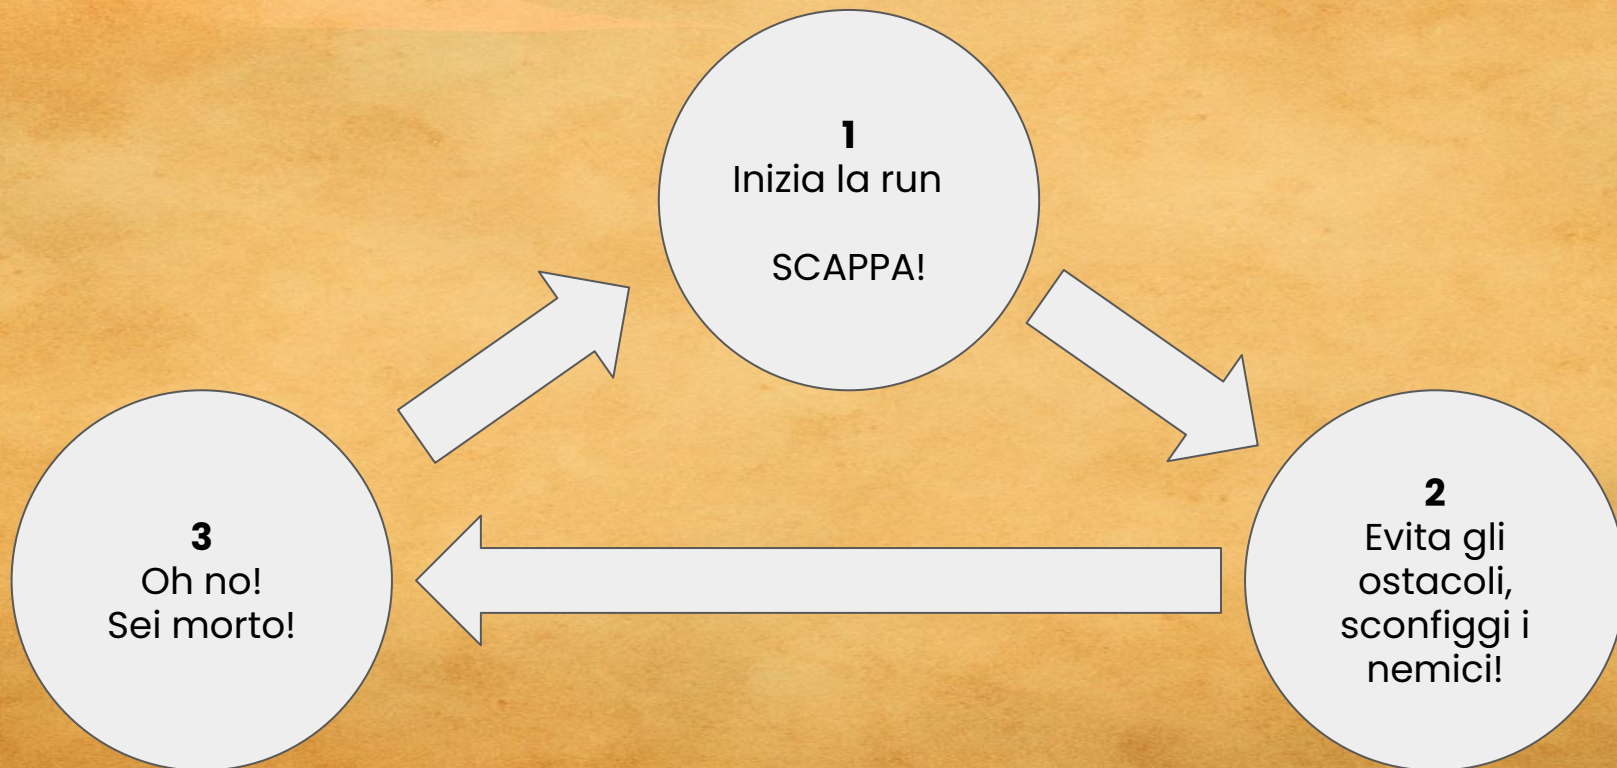 1
Inizia la run
SCAPPA!
2
Evita gli
ostacoli,
sconfiggi i
nemici!
3
Oh no!
Sei morto!